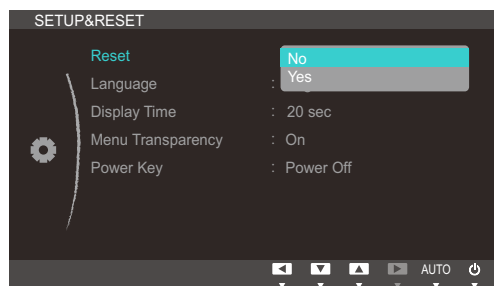 SETUP&RESET
Reset
No
Yes
Language :
Display Time : 20 sec
Menu Transparency : On
Power Key : Power Off
AUTO